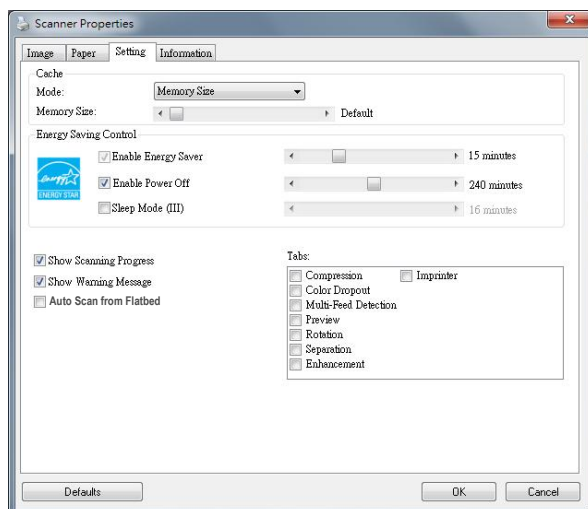 Scanner Properties
Image Paper Setting Information
Cache
Mode: Memory Size
Memory Size: Default
Energy Saving Control
Enable Energy Saver 15 minutes
energy
ENERGY STAR
Enable Power Off 240 minutes
Sleep Mode (III) 16 minutes
Show Scanning Progress
Show Warning Message
Auto Scan from Flatbed
Tabs:
Compression Imprinter
Color Dropout
Multi-Feed Detection
Preview
Rotation
Separation
Enhancement
Defaults OK Cancel